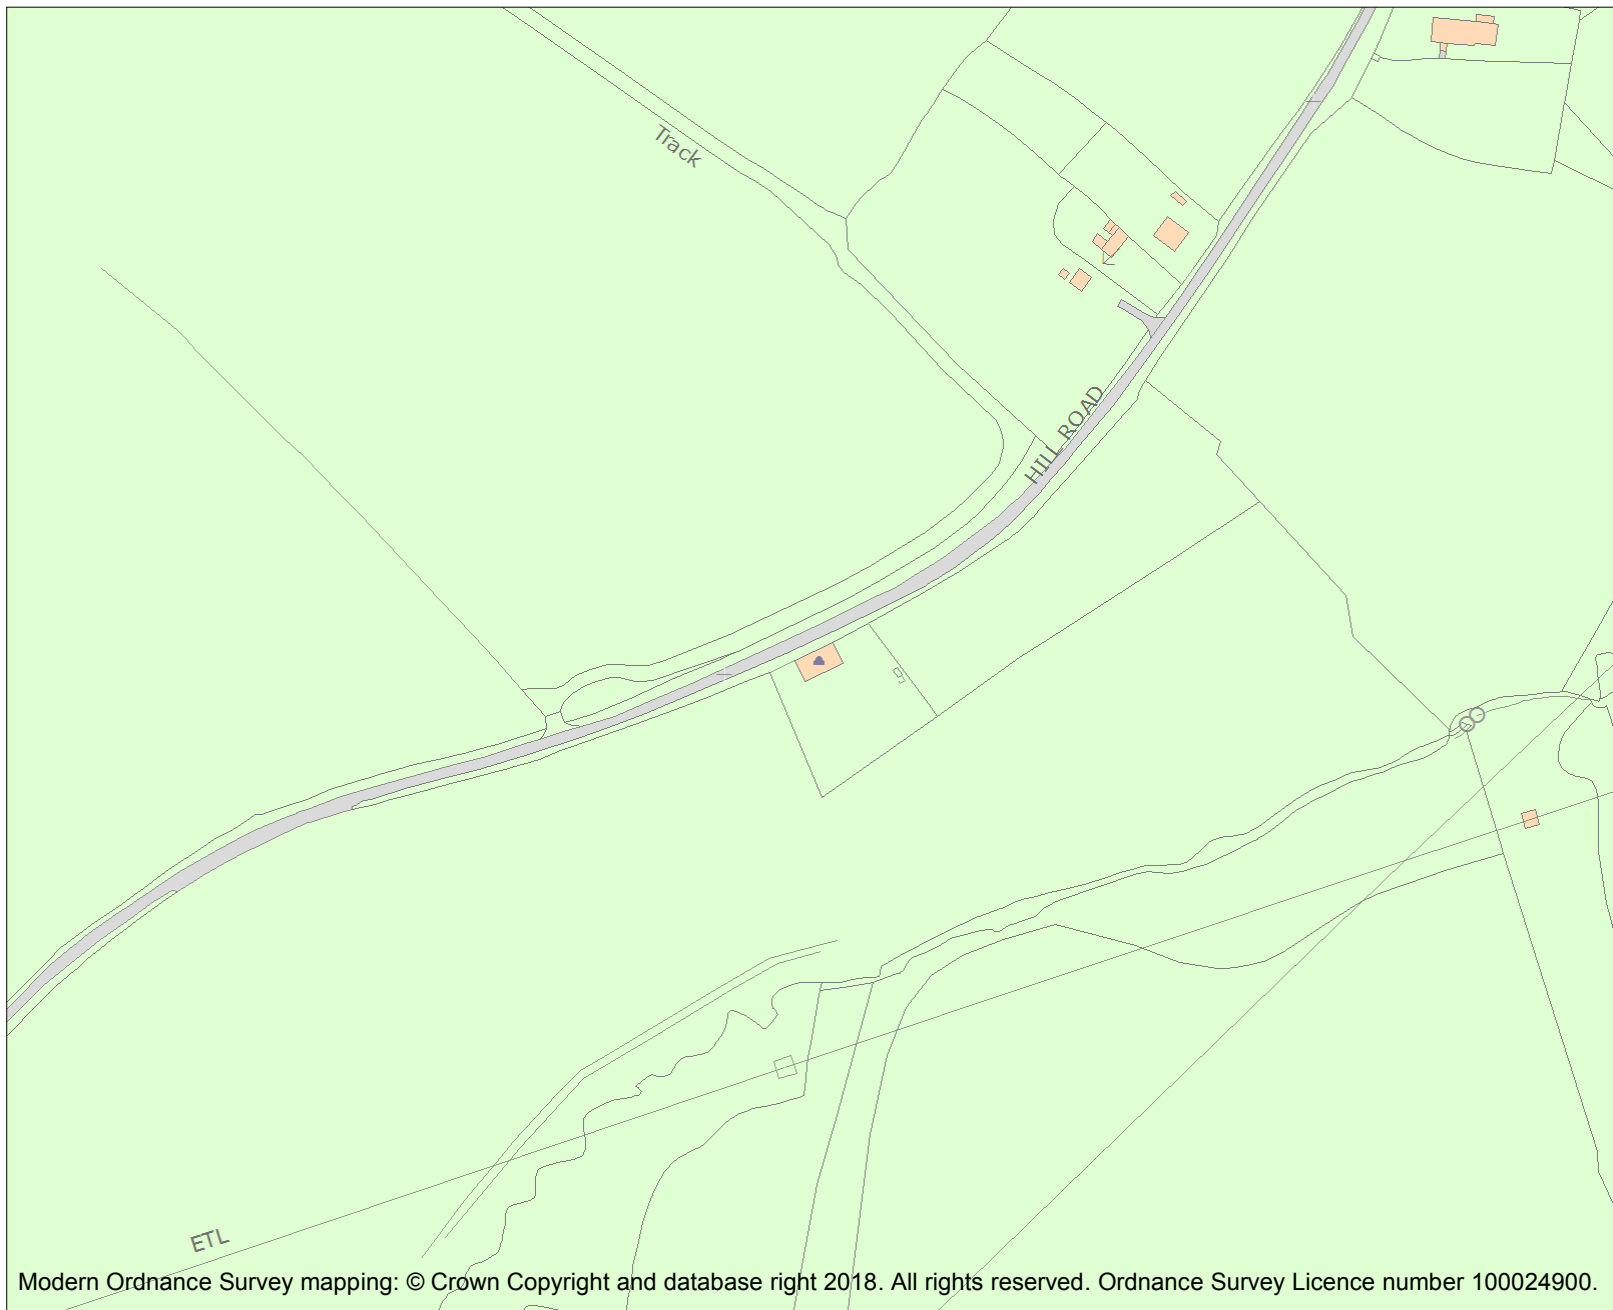 Track
HILL ROAD
ETL
Modern Ordnance Survey mapping: © Crown Copyright and database right 2018. All rights reserved. Ordnance Survey Licence number 100024900.